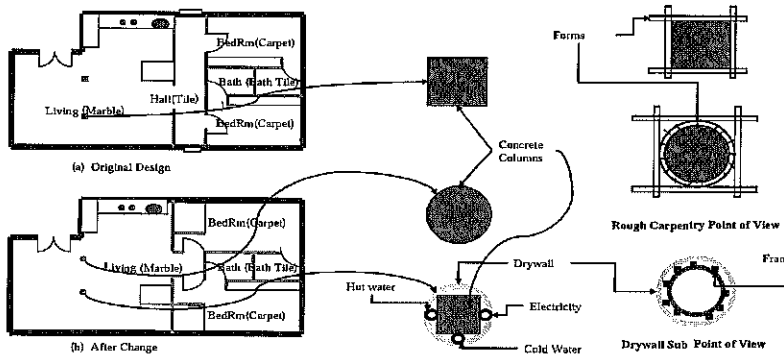 BedRm(Carpet)
Bath (Bath Tile)
Living (Marble)
Hall(Tile)
BedRm(Carpet)
(a) Original Design
Forms
Concrete
Columns
Rough Carpentry Point of View
BedRm(Carpet)
Living (Marble)
Bath (Bath Tile)
BedRm(Carpet)
(b) After Change
Hot water
Drywall
Electricity
Cold Water
Fram
Drywall Sub Point of View